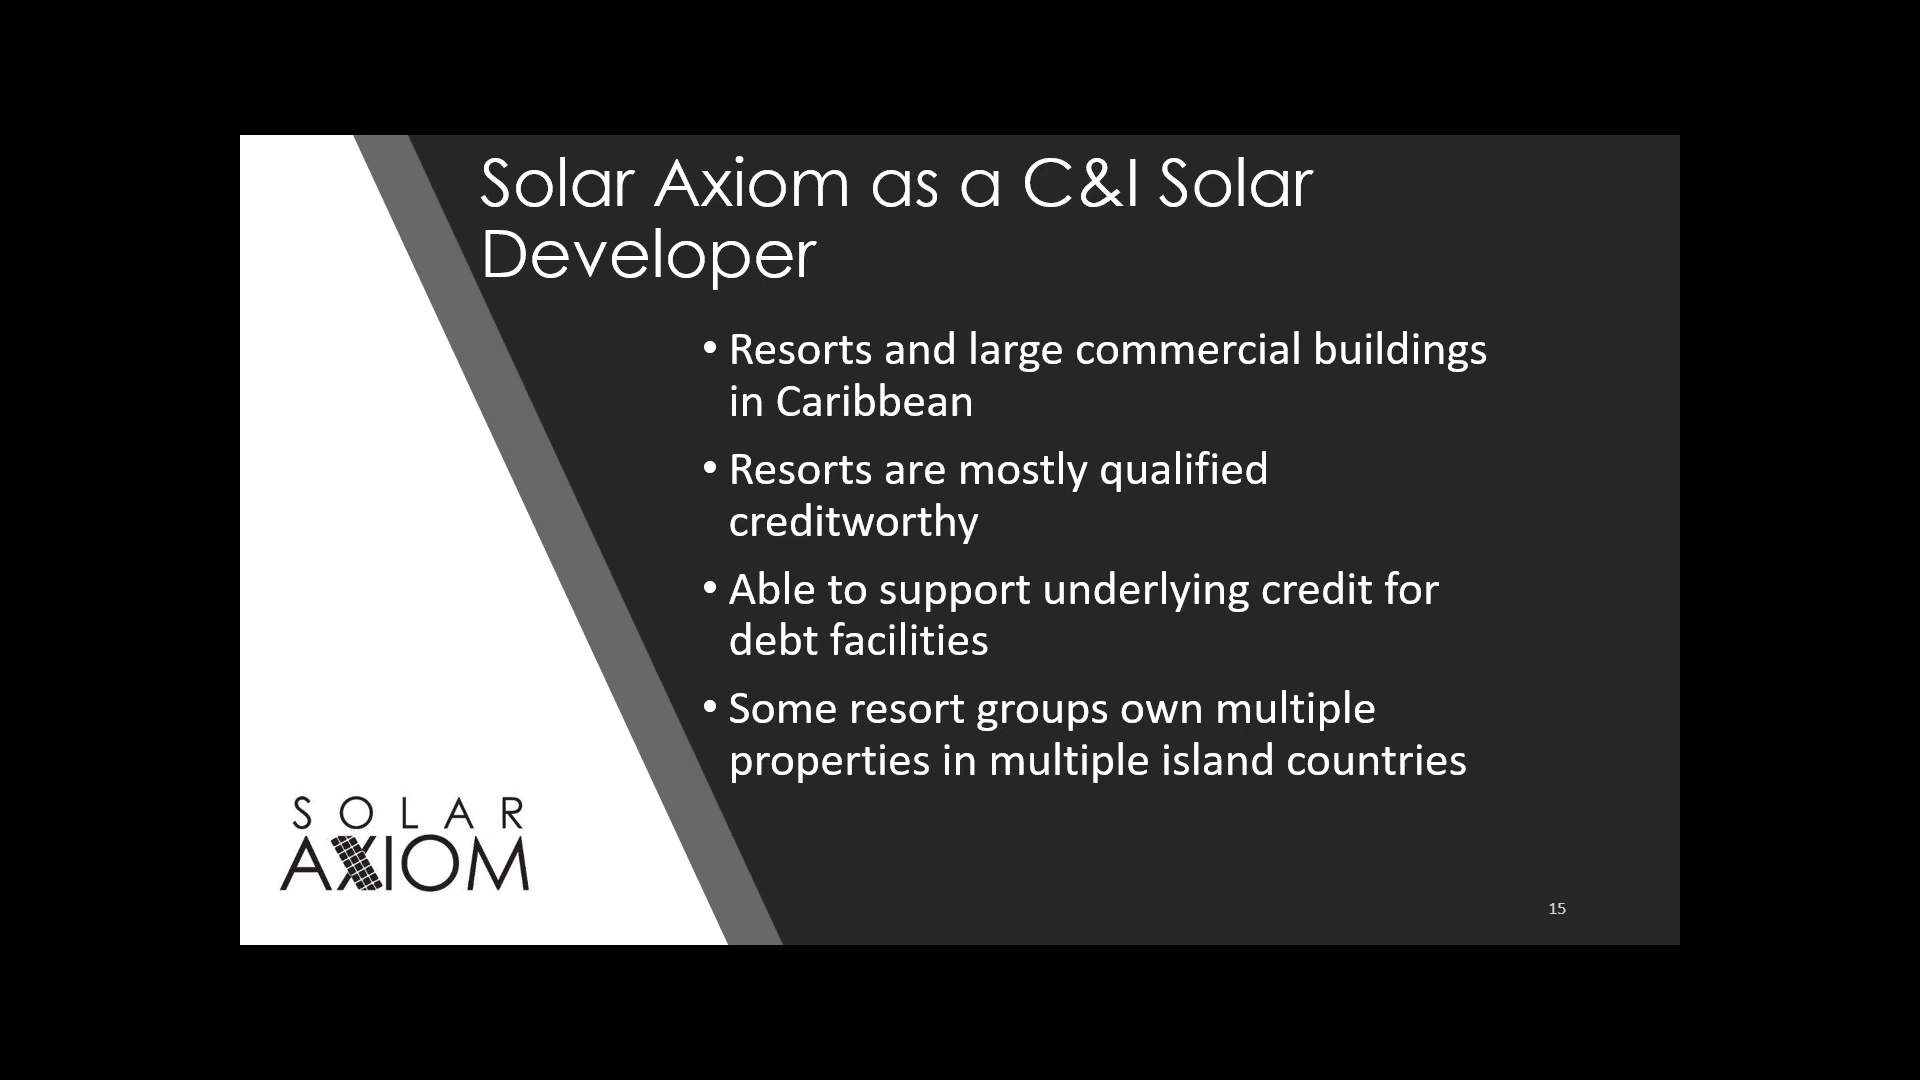 Solar Axiom as a C&I Solar
Developer
• Resorts and large commercial buildings
in Caribbean
• Resorts are mostly qualified
creditworthy
• Able to support underlying credit for
debt facilities
• Some resort groups own multiple
properties in multiple island countries
SOLAR
AXIOM
15